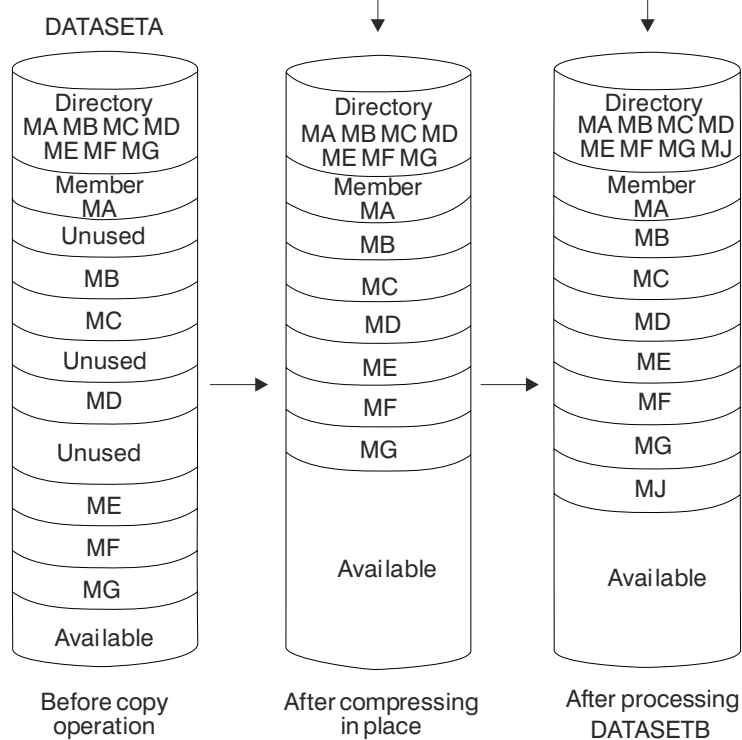 DATASETA
Directory
MA MB MC MD
ME MF MG
Member
MA
Unused
MB
MC
Unused
MD
Unused
ME
MF
MG
Available
Before copy
operation
Directory
MA MB MC MD
ME MF MG
Member
MA
MB
MC
MD
ME
MF
MG
Available
After compressing
in place
Directory
MA MB MC MD
ME MF MG MJ
Member
MA
MB
MC
MD
ME
MF
MG
MJ
Available
After processing
DATASETB